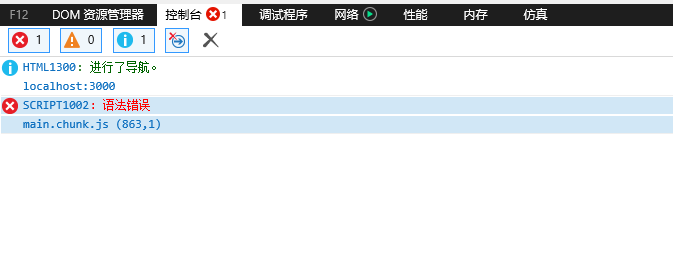 F12 DOM 资源管理器 控制台 1 调试程序 网络 性能 内存 仿真
1 0 1
HTML1300: 进行了导航。
localhost:3000
SCRIPT1002: 语法错误
main.chunk.js (863,1)